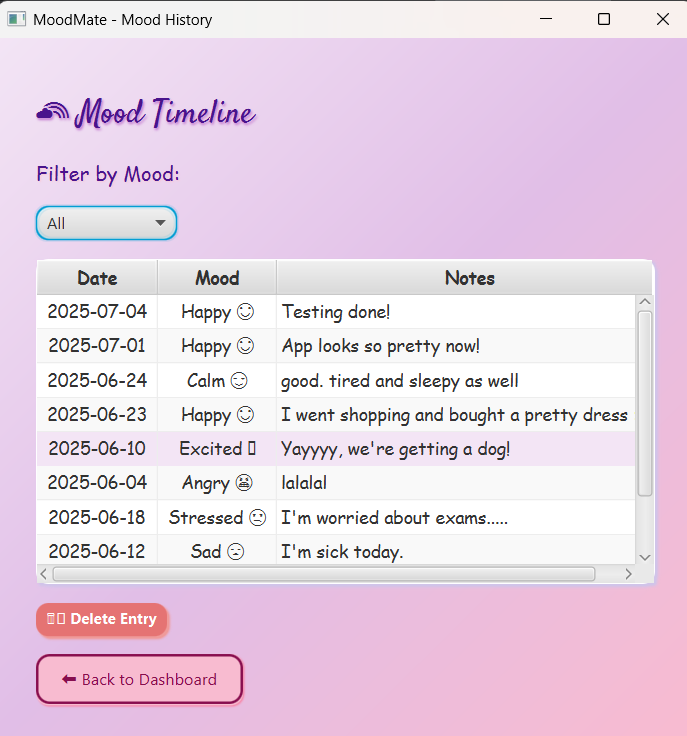 MoodMate - Mood History
🌥 Mood Timeline
Filter by Mood:
All
Date Mood Notes
2025-07-04 Happy 😊 Testing done!
2025-07-01 Happy 😊 App looks so pretty now!
2025-06-24 Calm 😌 good. tired and sleepy as well
2025-06-23 Happy 😊 I went shopping and bought a pretty dress
2025-06-10 Excited ▯ Yayyyy, we're getting a dog!
2025-06-04 Angry 😫 lalalal
2025-06-18 Stressed 😟 I'm worried about exams.....
2025-06-12 Sad 😔 I'm sick today.
🗑▯ Delete Entry
⬅ Back to Dashboard